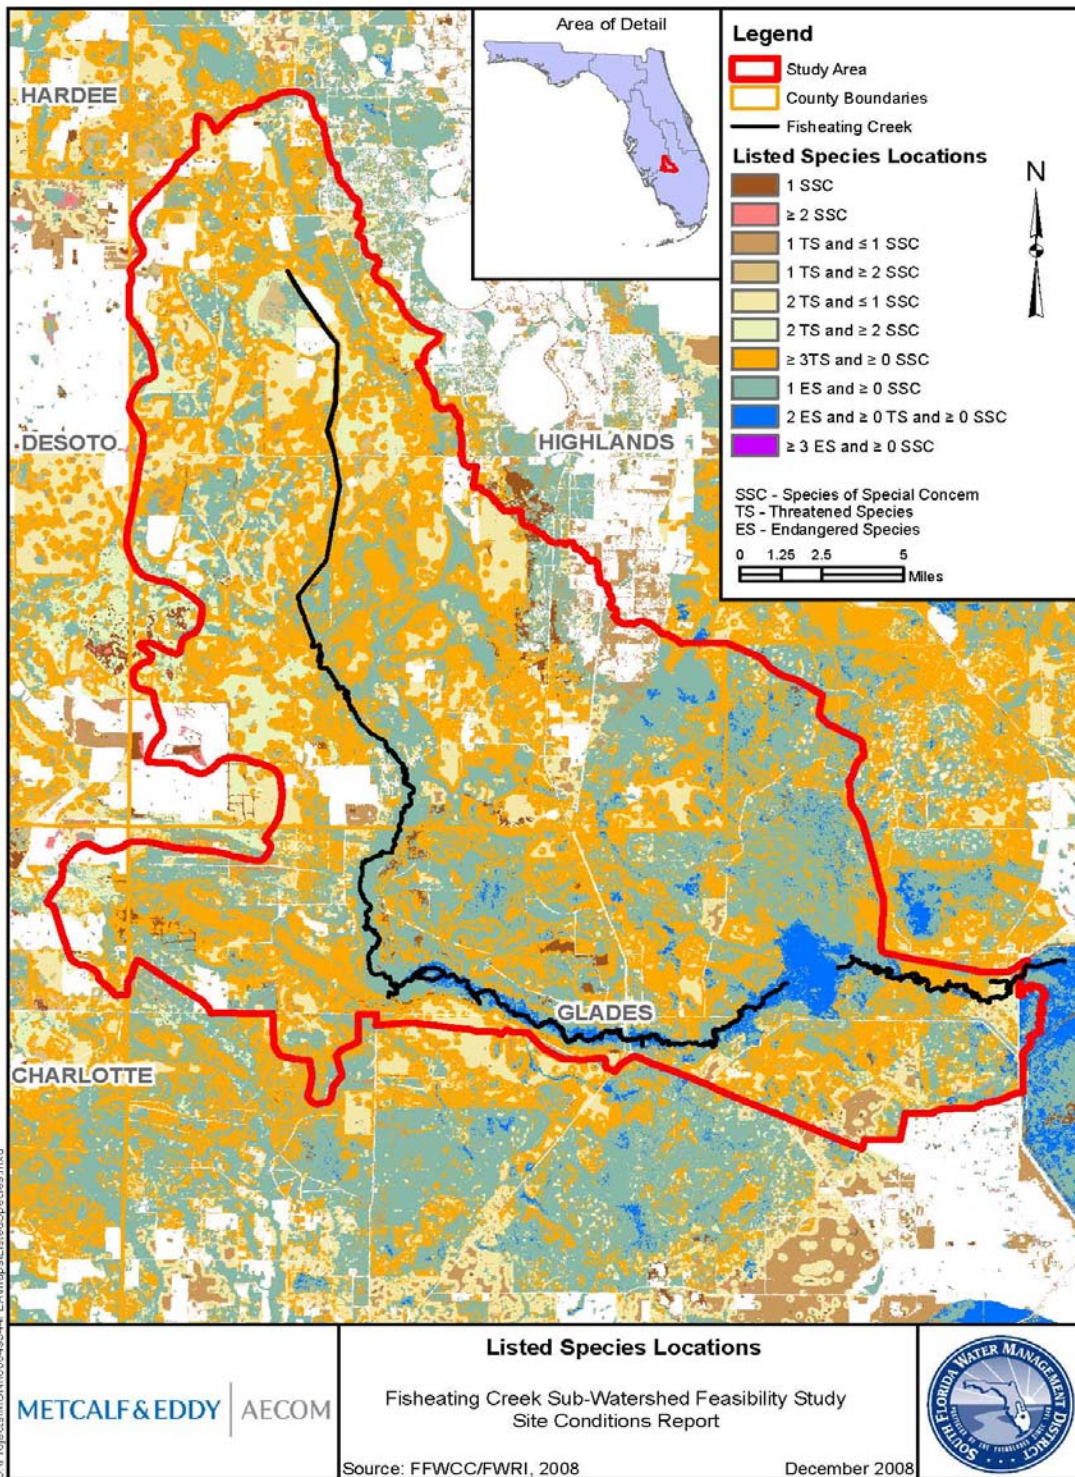 Area of Detail
Legend
Study Area
County Boundaries
Fisheating Creek
Listed Species Locations
1 SSC
≥ 2 SSC
1 TS and ≤ 1 SSC
1 TS and ≥ 2 SSC
2 TS and ≤ 1 SSC
2 TS and ≥ 2 SSC
≥ 3TS and ≥ 0 SSC
1 ES and ≥ 0 SSC
2 ES and ≥ 0 TS and ≥ 0 SSC
≥ 3 ES and ≥ 0 SSC
N
SSC - Species of Special Concern
TS - Threatened Species
ES - Endangered Species
0 1.25 2.5 5
Miles
HARDEE
DESOTO
HIGHLANDS
GLADES
CHARLOTTE
METCALF & EDDY | AECOM
Listed Species Locations
Fisheating Creek Sub-Watershed Feasibility Study
Site Conditions Report
Source: FFWCC/FWRI, 2008
December 2008
SOUTH FLORIDA WATER MANAGEMENT DISTRICT